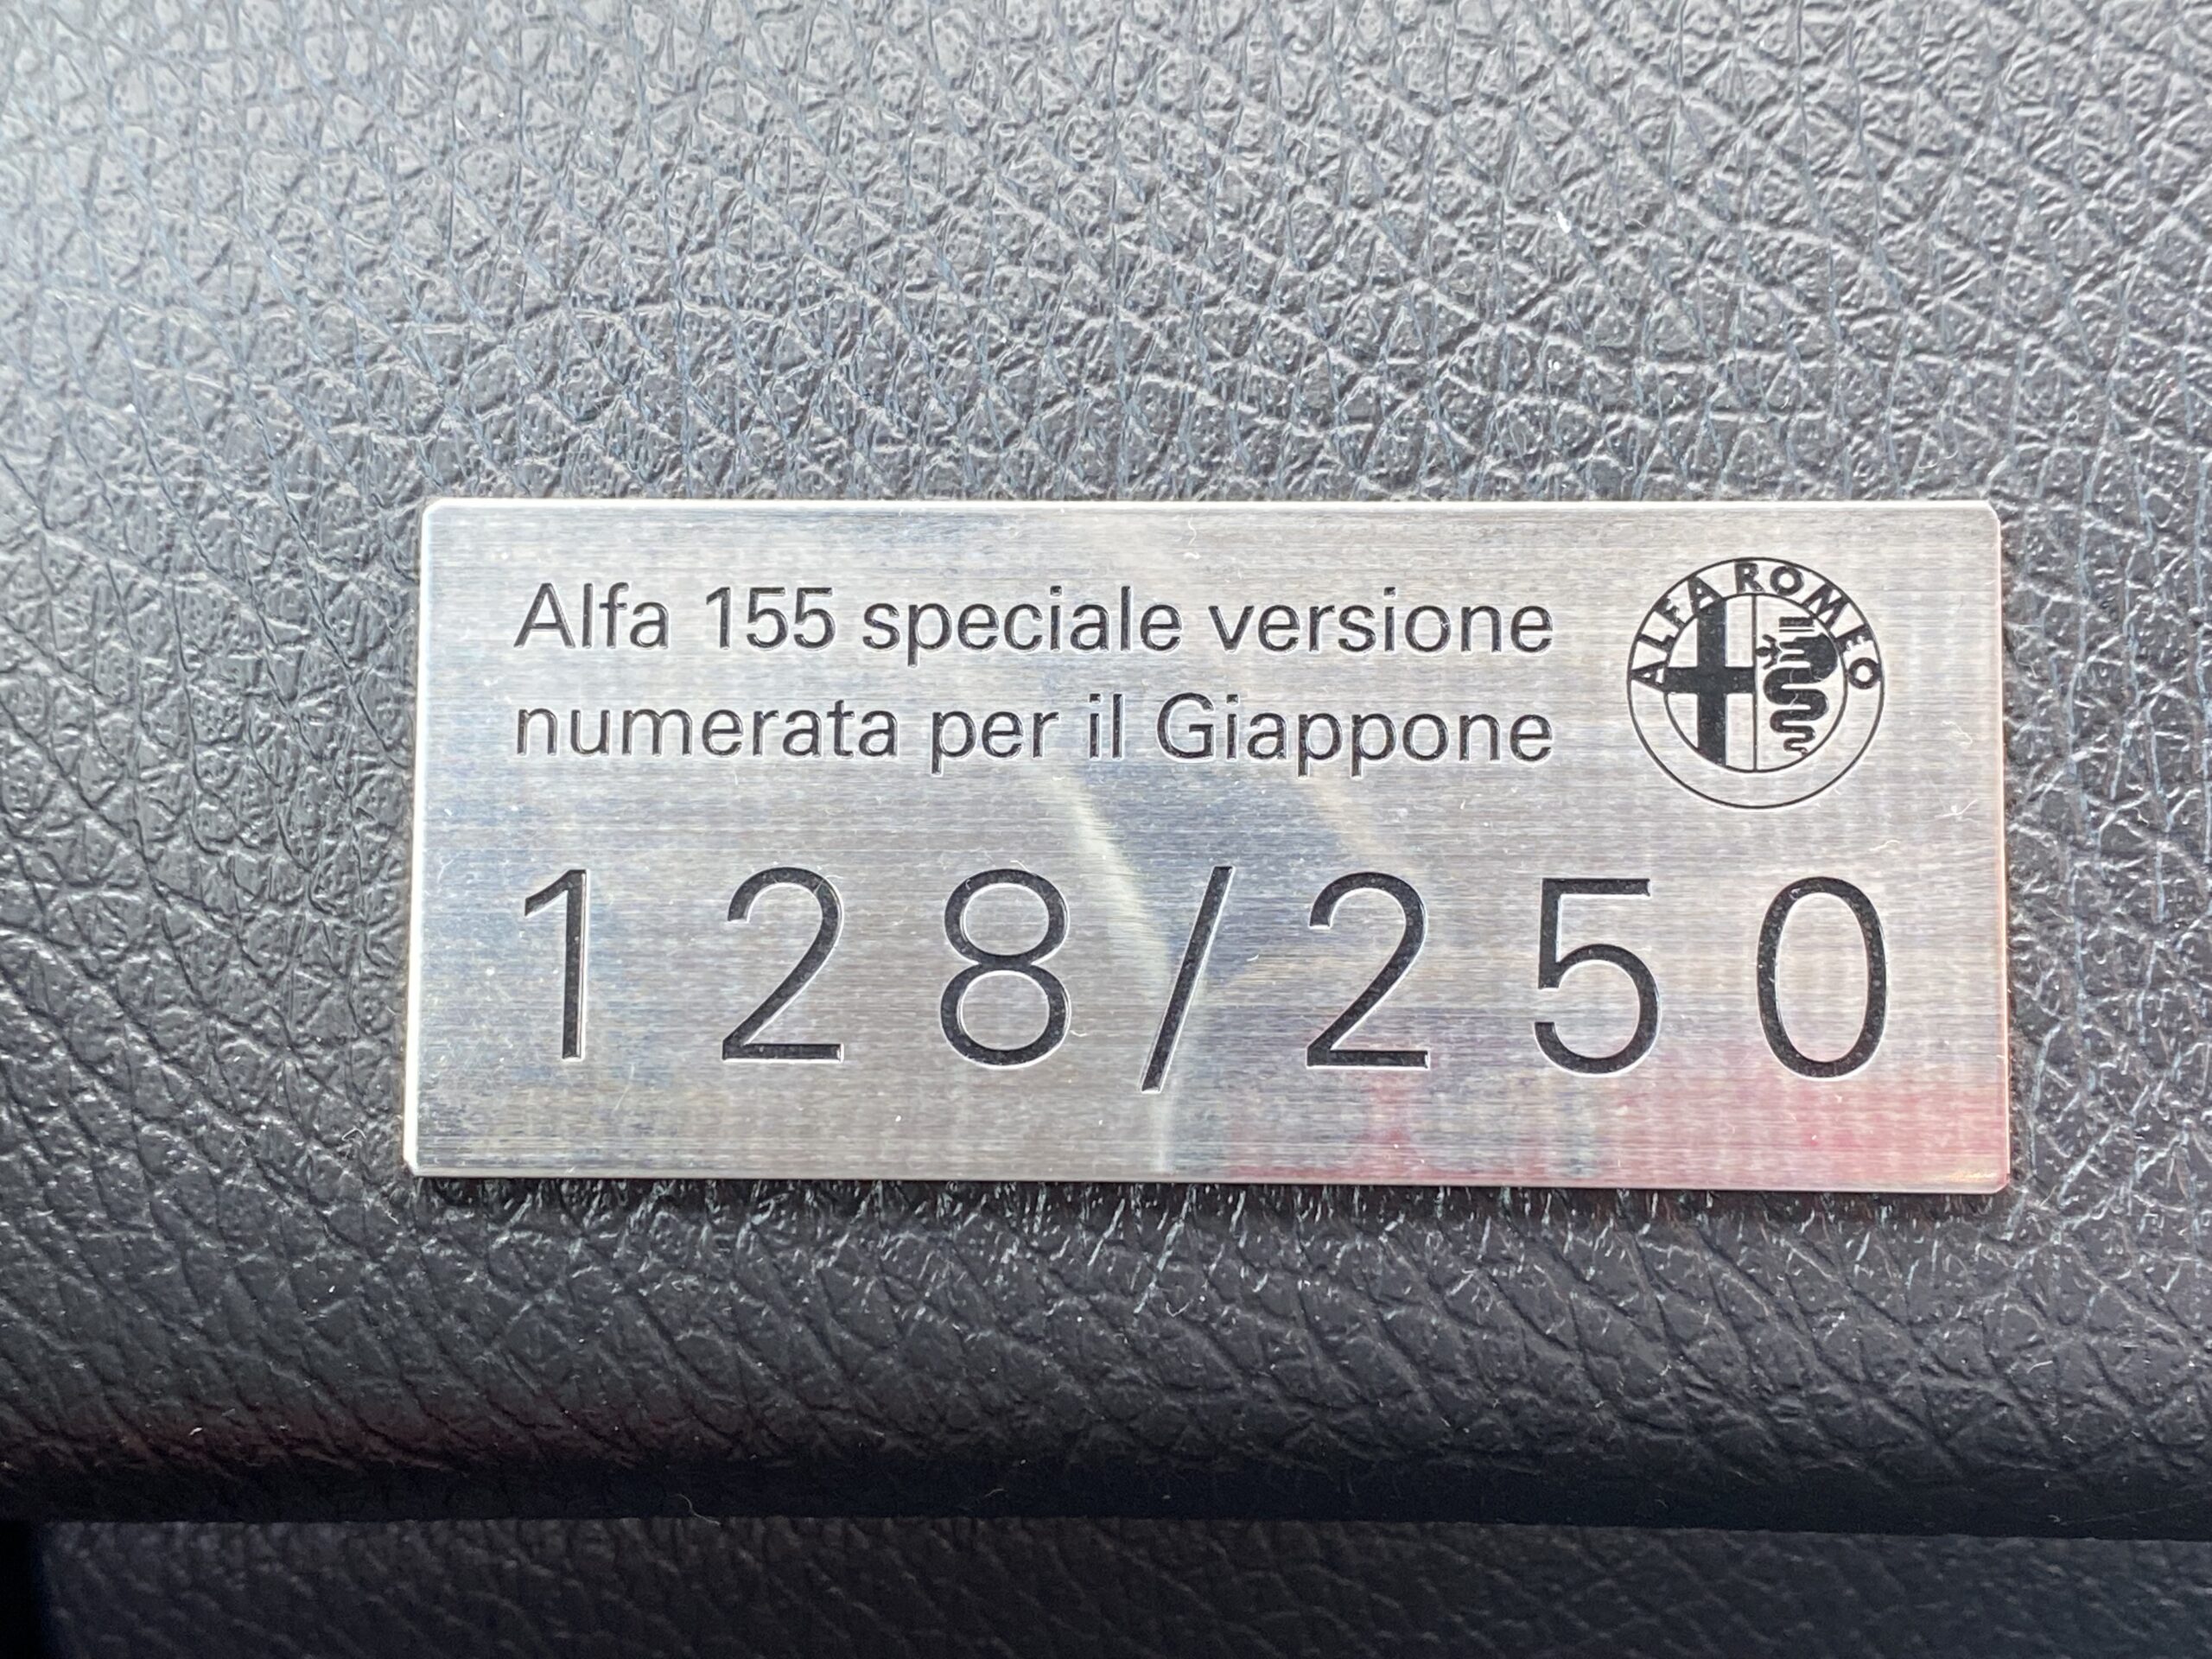 Alfa 155 speciale versione
numerata per il Giappone
ALFA ROMEO
128/250